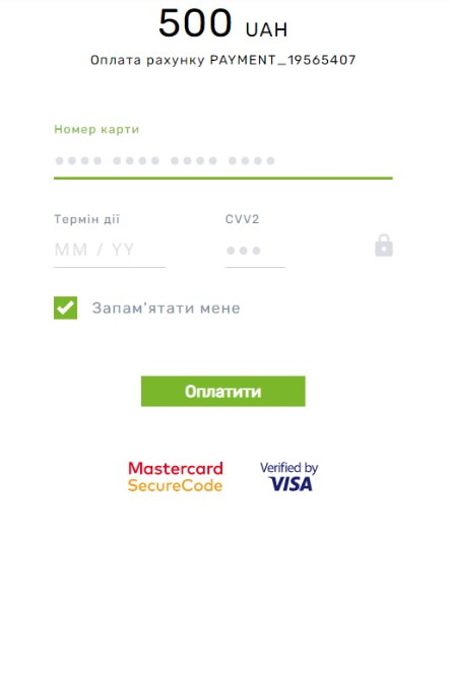 500 UAH
Оплата рахунку PAYMENT_19565407
Номер карти
•••• •••• •••• ••••
Термін дії CVV2
MM / YY •••
Запам'ятати мене
Оплатити
Mastercard Verified by
SecureCode VISA